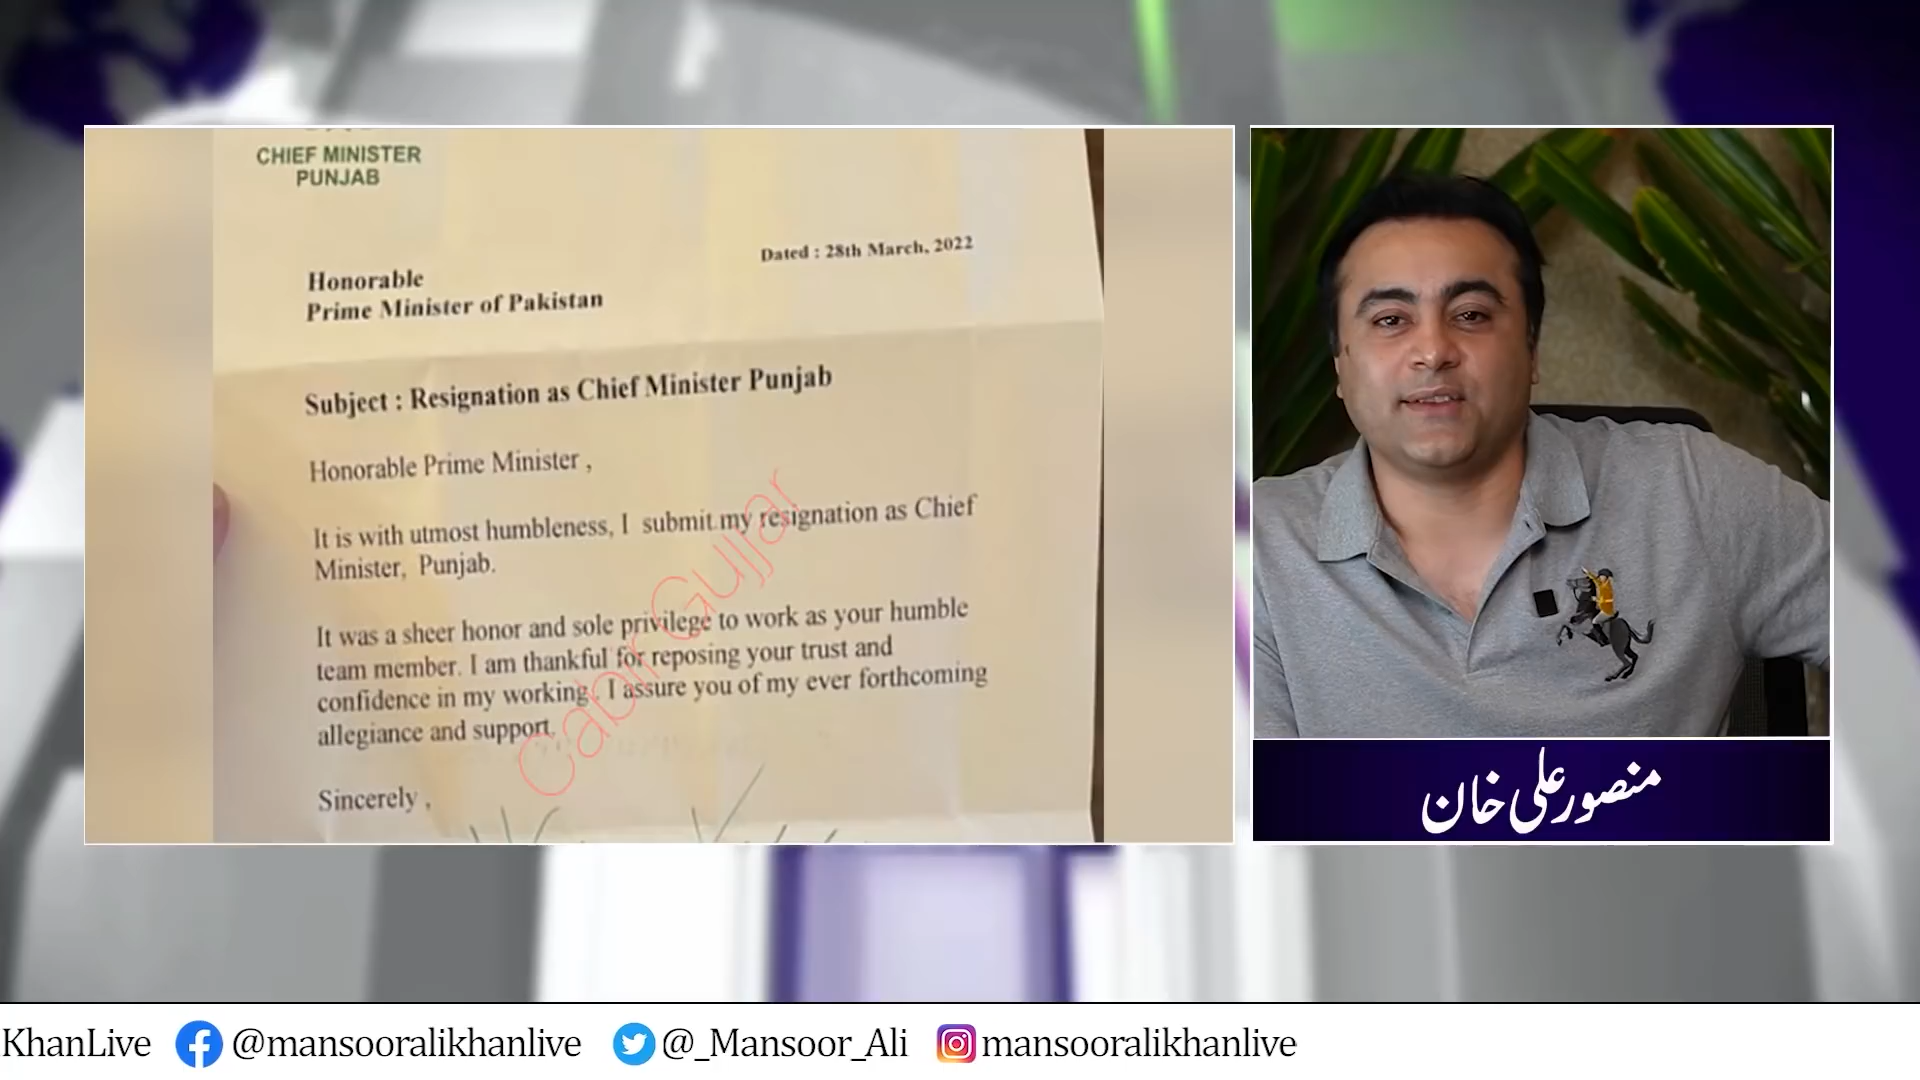 CHIEF MINISTER
PUNJAB
Dated : 28th March, 2022
Honorable
Prime Minister of Pakistan
Subject : Resignation as Chief Minister Punjab
Honorable Prime Minister ,
It is with utmost humbleness, I submit my resignation as Chief
Minister, Punjab.
It was a sheer honor and sole privilege to work as your humble
team member. I am thankful for reposing your trust and
confidence in my working . I assure you of my ever forthcoming
allegiance and support.
Sincerely ,
Cabir Gujjar
منصور علی خان
KhanLive @mansooralikhanlive @_Mansoor_Ali mansooralikhanlive